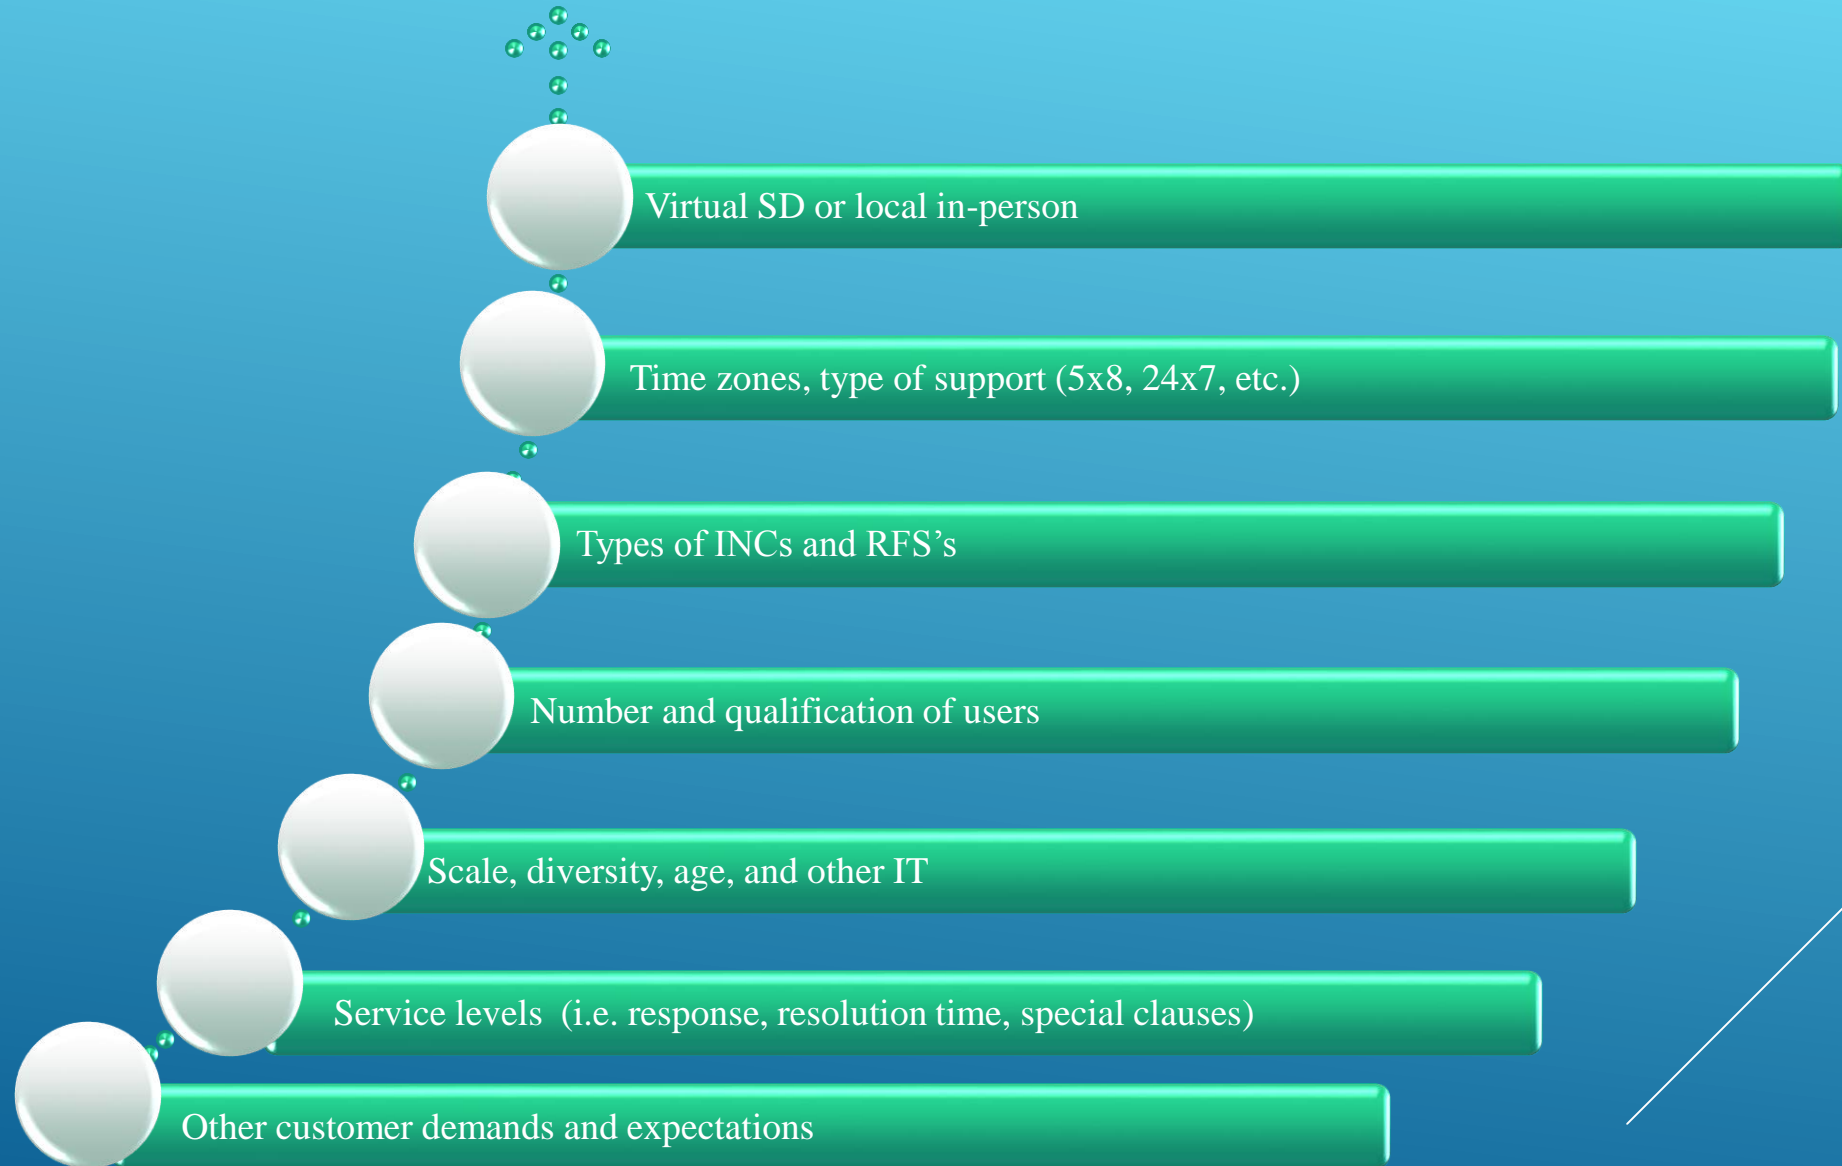 Virtual SD or local in-person
Time zones, type of support (5x8, 24x7, etc.)
Types of INCs and RFS’s
Number and qualification of users
Scale, diversity, age, and other IT
Service levels  (i.e. response, resolution time, special clauses)
Other customer demands and expectations